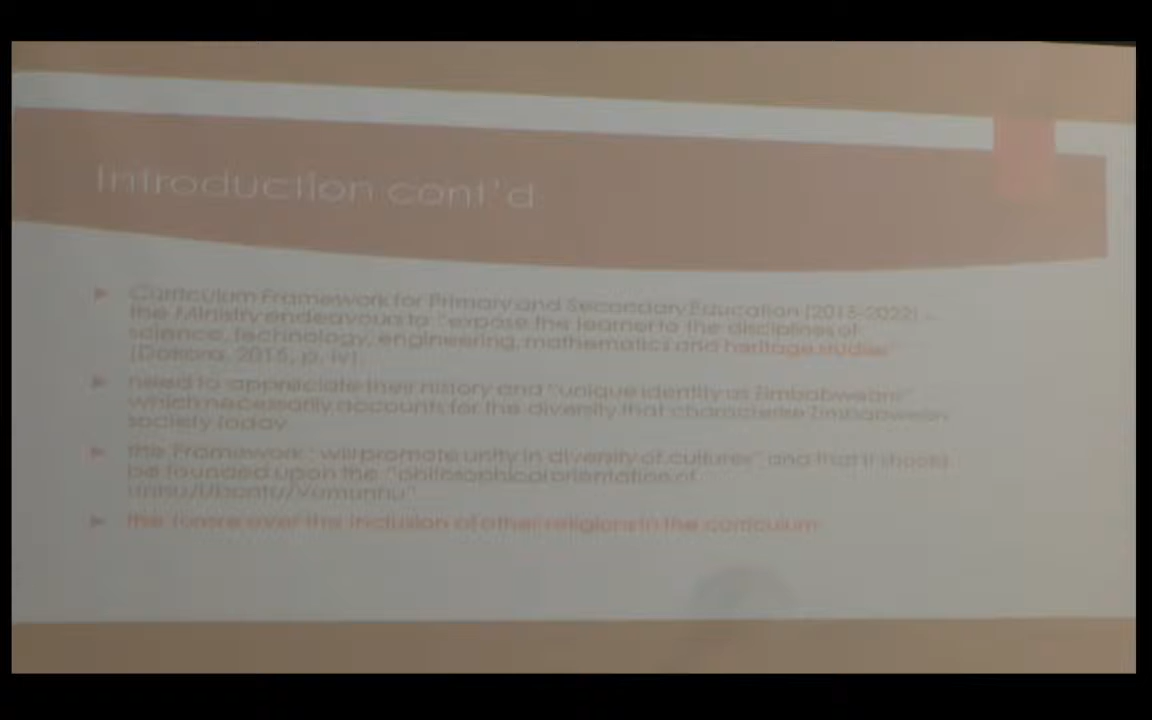 Introduction cont'd
Curriculum Framework for Primary and Secondary Education (2015-2022) –
the Ministry endeavours to "expose the learner to the disciplines of
science, technology, engineering, mathematics and heritage studies"
(Dokora, 2015, p. iv)
need to appreciate their history and "unique identity as Zimbabweans"
which necessarily accounts for the diversity that characterise Zimbabwean
society today
the Framework "will promote unity in diversity of cultures" and that it should
be founded upon the "philosophical orientation of
Unhu/Ubuntu/Vumunhu"
the furore over the inclusion of other religions in the curriculum